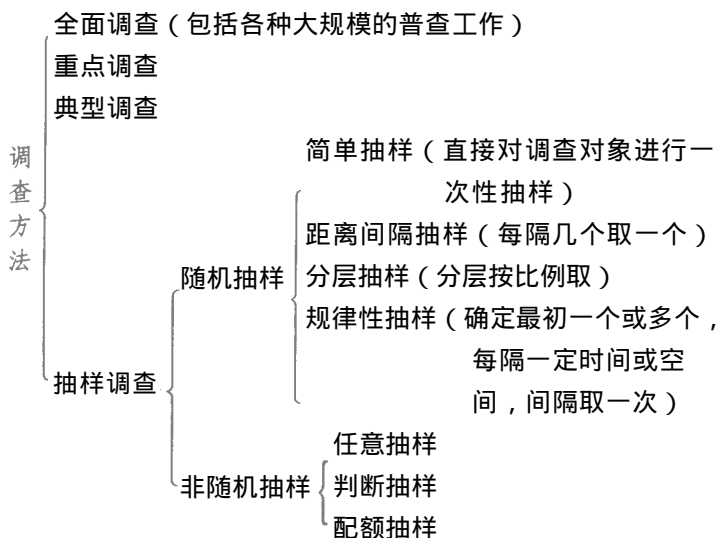 全面调查（包括各种大规模的普查工作）
重点调查
典型调查
调查方法
简单抽样（直接对调查对象进行一
次性抽样）
距离间隔抽样（每隔几个取一个）
随机抽样
分层抽样（分层按比例取）
规律性抽样（确定最初一个或多个，
每隔一定时间或空
间，间隔取一次）
抽样调查
任意抽样
非随机抽样
判断抽样
配额抽样